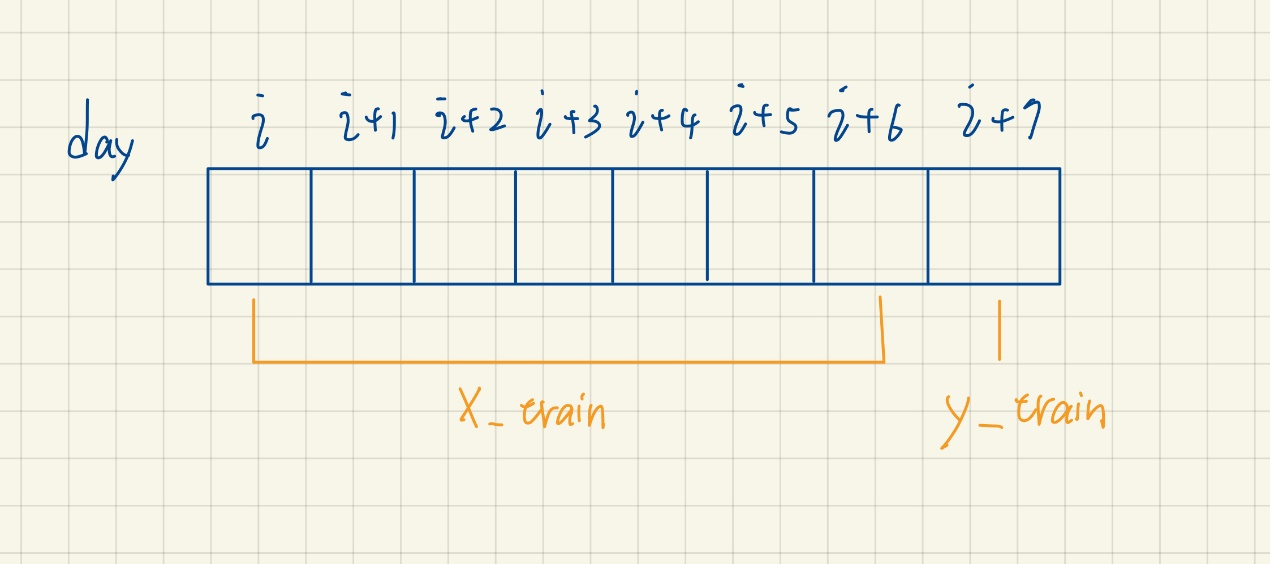 day i i+1 i+2 i+3 i+4 i+5 i+6 i+7
X_train y_train